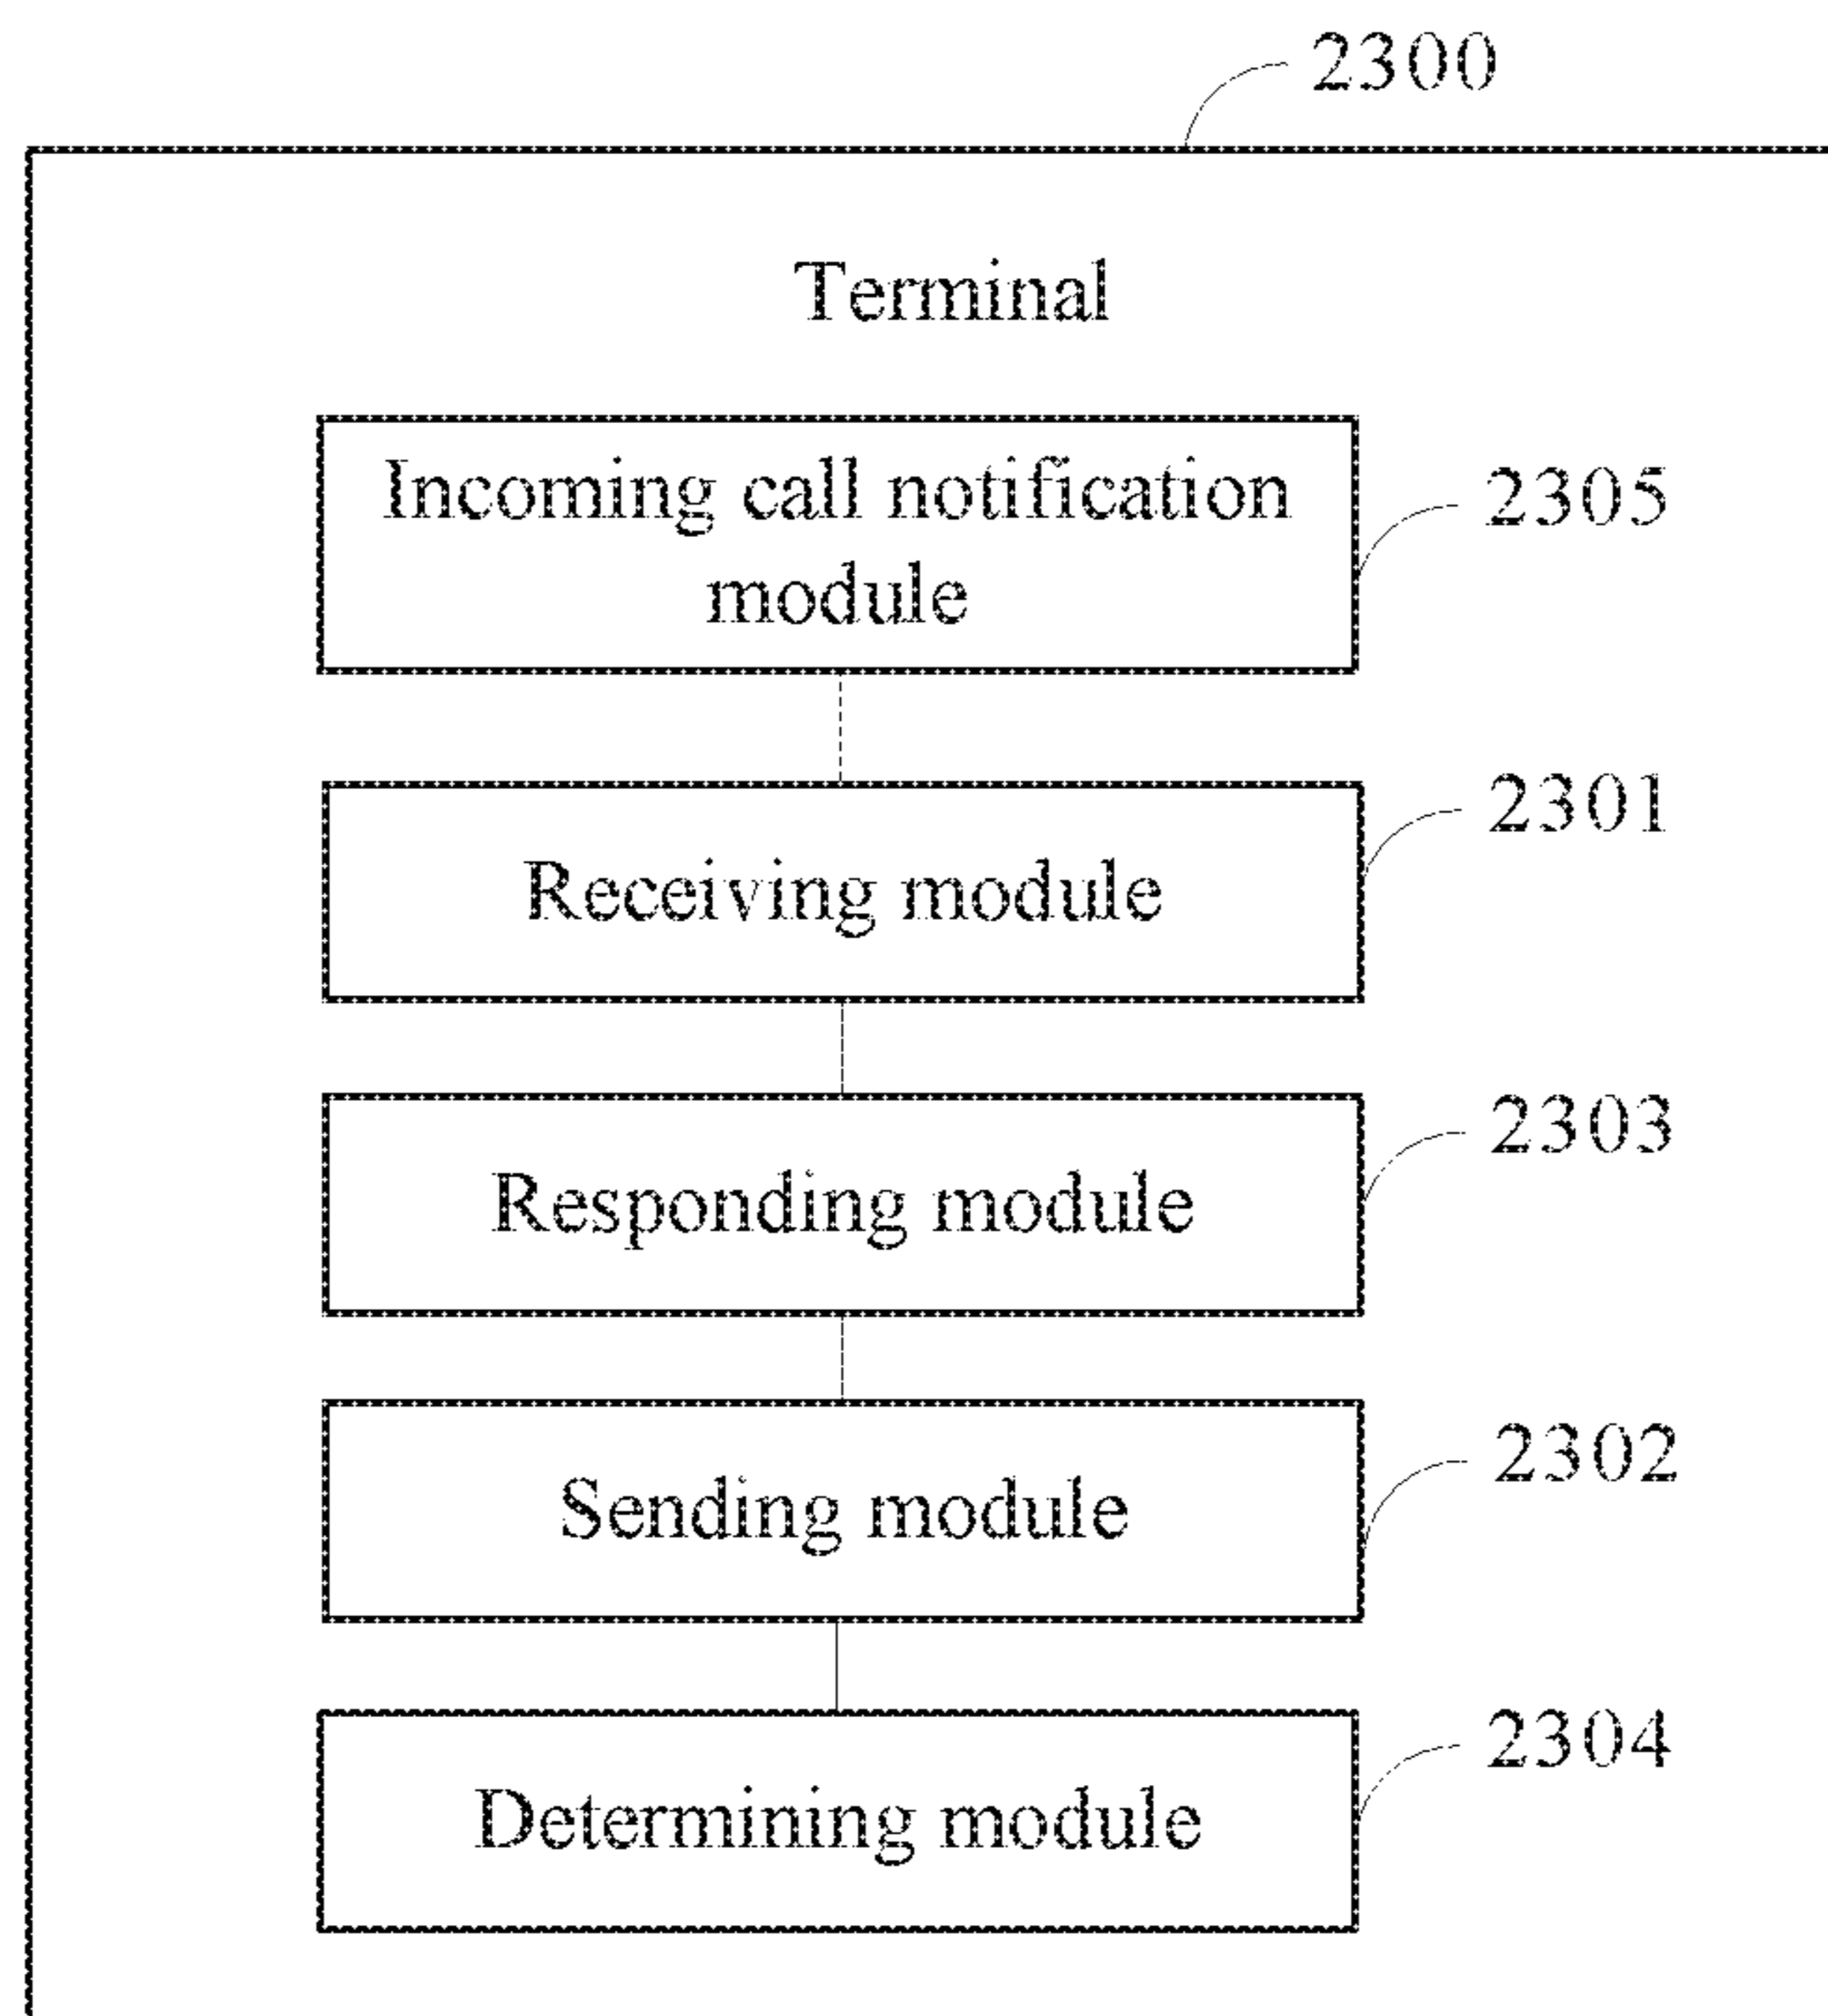 2300
Terminal
Incoming call notification
module
2305
Receiving module
2301
Responding module
2303
Sending module
2302
Determining module
2304